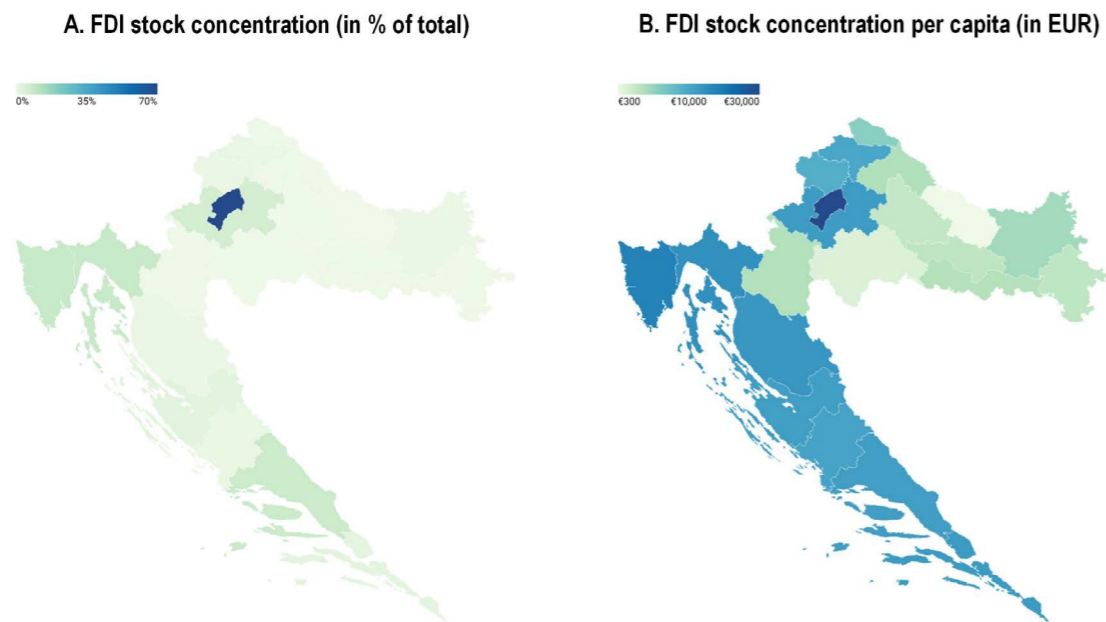 A. FDI stock concentration (in % of total)
B. FDI stock concentration per capita (in EUR)
0% 35% 70%
€300 €10,000 €30,000